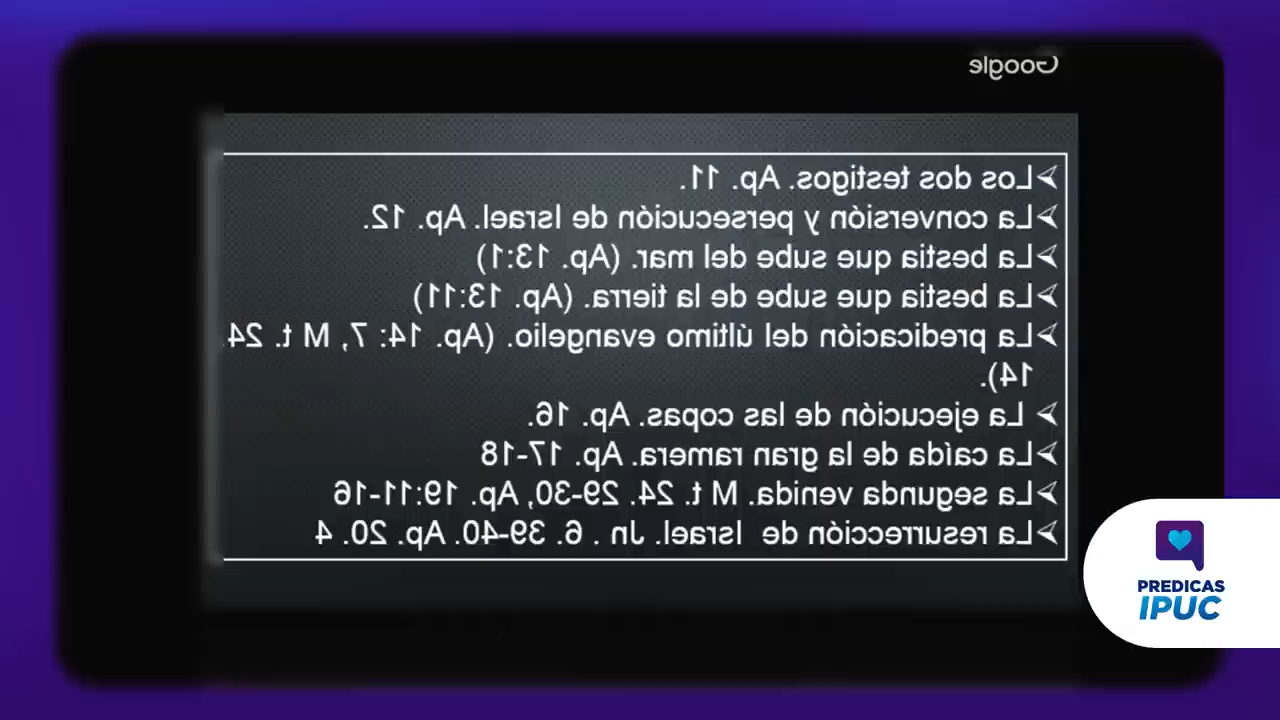 Google
➢Los dos testigos. Ap. 11.
➢La conversión y persecución de Israel. Ap. 12.
➢La bestia que sube del mar. (Ap. 13:1)
➢La bestia que sube de la tierra. (Ap. 13:11)
➢La predicación del último evangelio. (Ap. 14: 7, M t. 24.
14).
➢ La ejecución de las copas. Ap. 16.
➢La caída de la gran ramera. Ap. 17-18
➢La segunda venida. M t. 24. 29-30, Ap. 19:11-16
➢La resurrección de Israel. Jn . 6. 39-40. Ap. 20. 4
PREDICAS
IPUC